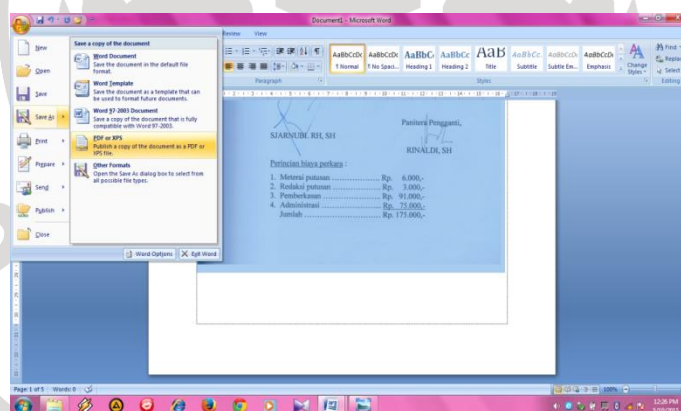 Document1 - Microsoft Word
Review View
New
Open
Save
Save As
Print
Prepare
Send
Publish
Close
Save a copy of the document
Word Document
Save the document in the default file
format.
Word Template
Save the document as a template that can
be used to format future documents.
Word 97-2003 Document
Save a copy of the document that is fully
compatible with Word 97-2003.
PDF or XPS
Publish a copy of the document as a PDF or
XPS file.
Other Formats
Open the Save As dialog box to select from
all possible file types.
Word Options Exit Word
AaBbCcDc AaBbCcDc AaBbC AaBbCc AaB AaBbCc. AaBbCcDc AaBbCcDc
¶ Normal ¶ No Spaci... Heading 1 Heading 2 Title Subtitle Subtle Em... Emphasis
Change
Styles
Find
Replac
Select
Paragraph Styles Editing
Panitera Pengganti,
SJARNUBI. RH, SH
RINALDI, SH
Perincian biaya perkara :
1. Meterai putusan .................. Rp. 6.000,-
2. Redaksi putusan .................. Rp. 3.000,-
3. Pemberkasan ...................... Rp. 91.000,-
4. Administrasi ....................... Rp. 75.000,-
Jumlah ............................... Rp. 175.000,-
Page: 1 of 5 Words: 0
100%
12:26 PM